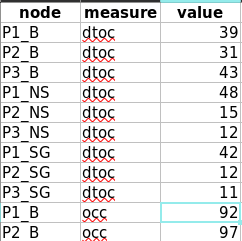 node measure value
P1_B dtoc 39
P2_B dtoc 31
P3_B dtoc 43
P1_NS dtoc 48
P2_NS dtoc 15
P3_NS dtoc 12
P1_SG dtoc 42
P2_SG dtoc 12
P3_SG dtoc 11
P1_B occ 92
P2_B occ 97